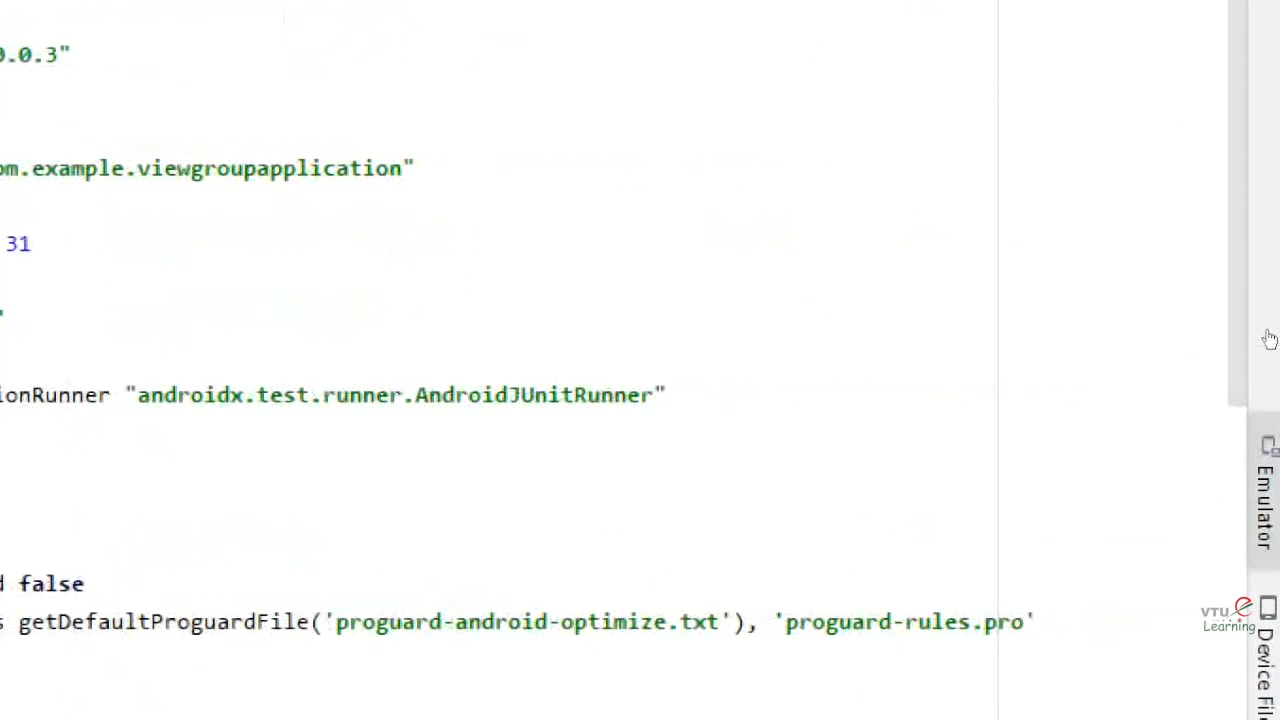 0.0.3"
om.example.viewgroupapplication"
31
"
ionRunner "androidx.test.runner.AndroidJUnitRunner"
false
s getDefaultProguardFile('proguard-android-optimize.txt'), 'proguard-rules.pro'
Emulator
VTU e
Learning
Device Fil